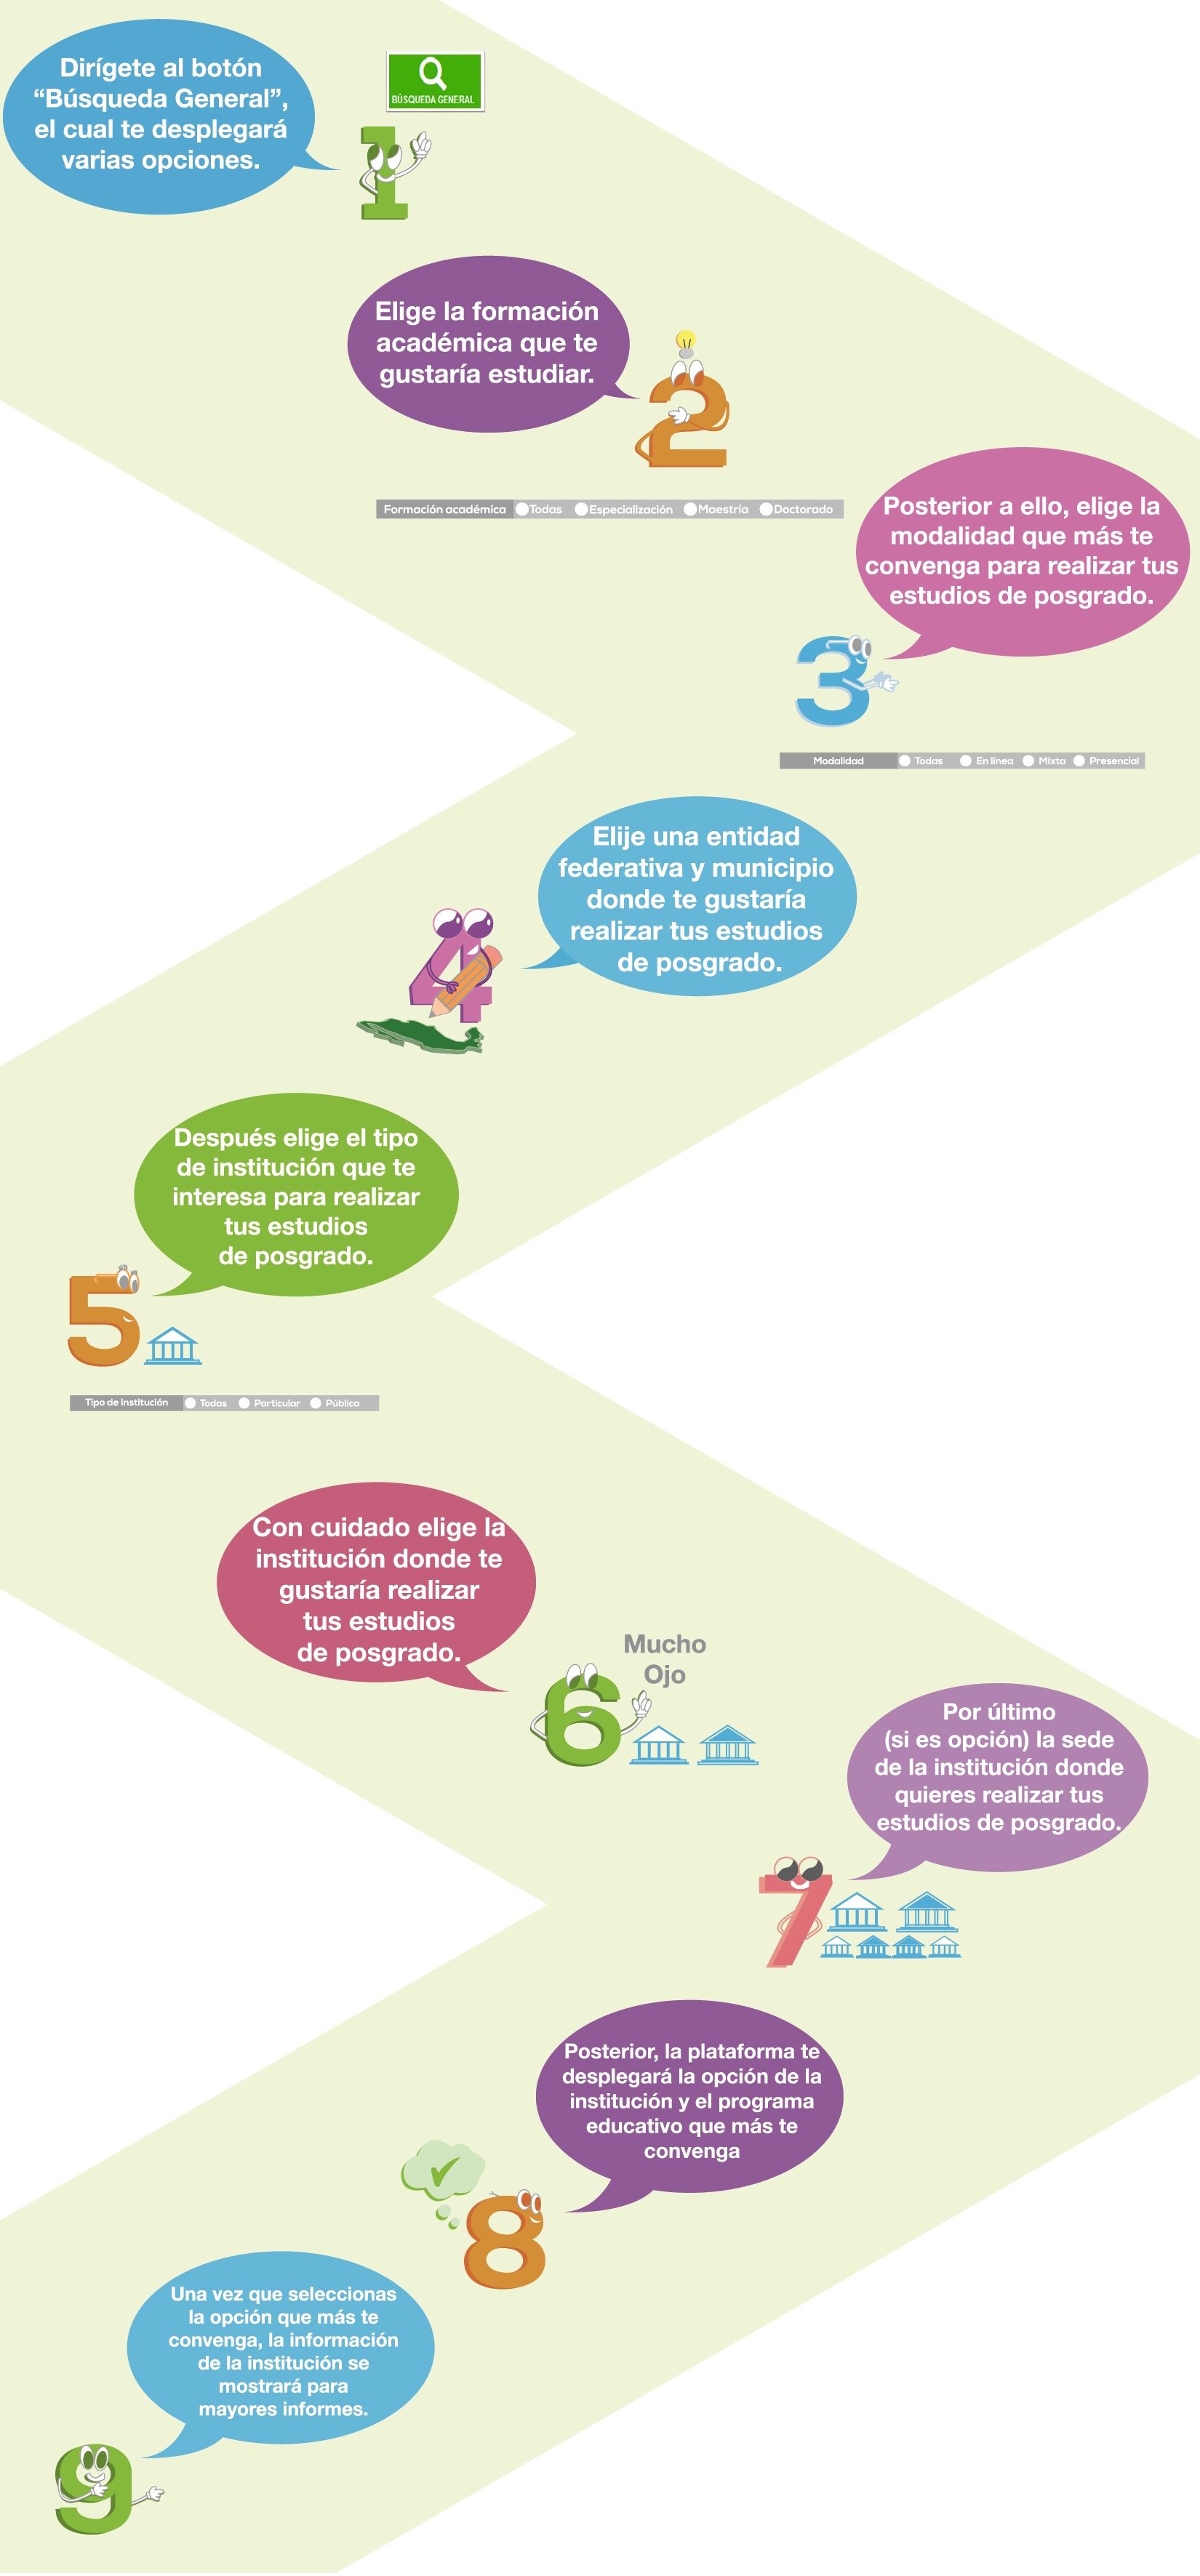 Dirígete al botón
“Búsqueda General”,
el cual te desplegará
varias opciones.
BÚSQUEDA GENERAL
1
Elige la formación
académica que te
gustaría estudiar.
2
Formación académica Todas Especialización Maestría Doctorado
Posterior a ello, elige la
modalidad que más te
convenga para realizar tus
estudios de posgrado.
3
Modalidad Todas En línea Mixta Presencial
Elije una entidad
federativa y municipio
donde te gustaría
realizar tus estudios
de posgrado.
4
Después elige el tipo
de institución que te
interesa para realizar
tus estudios
de posgrado.
5
Tipo de Institución Todas Particular Pública
Con cuidado elige la
institución donde te
gustaría realizar
tus estudios
de posgrado.
Mucho
Ojo
6
Por último
(si es opción) la sede
de la institución donde
quieres realizar tus
estudios de posgrado.
7
Posterior, la plataforma te
desplegará la opción de la
institución y el programa
educativo que más te
convenga
8
Una vez que seleccionas
la opción que más te
convenga, la información
de la institución se
mostrará para
mayores informes.
9